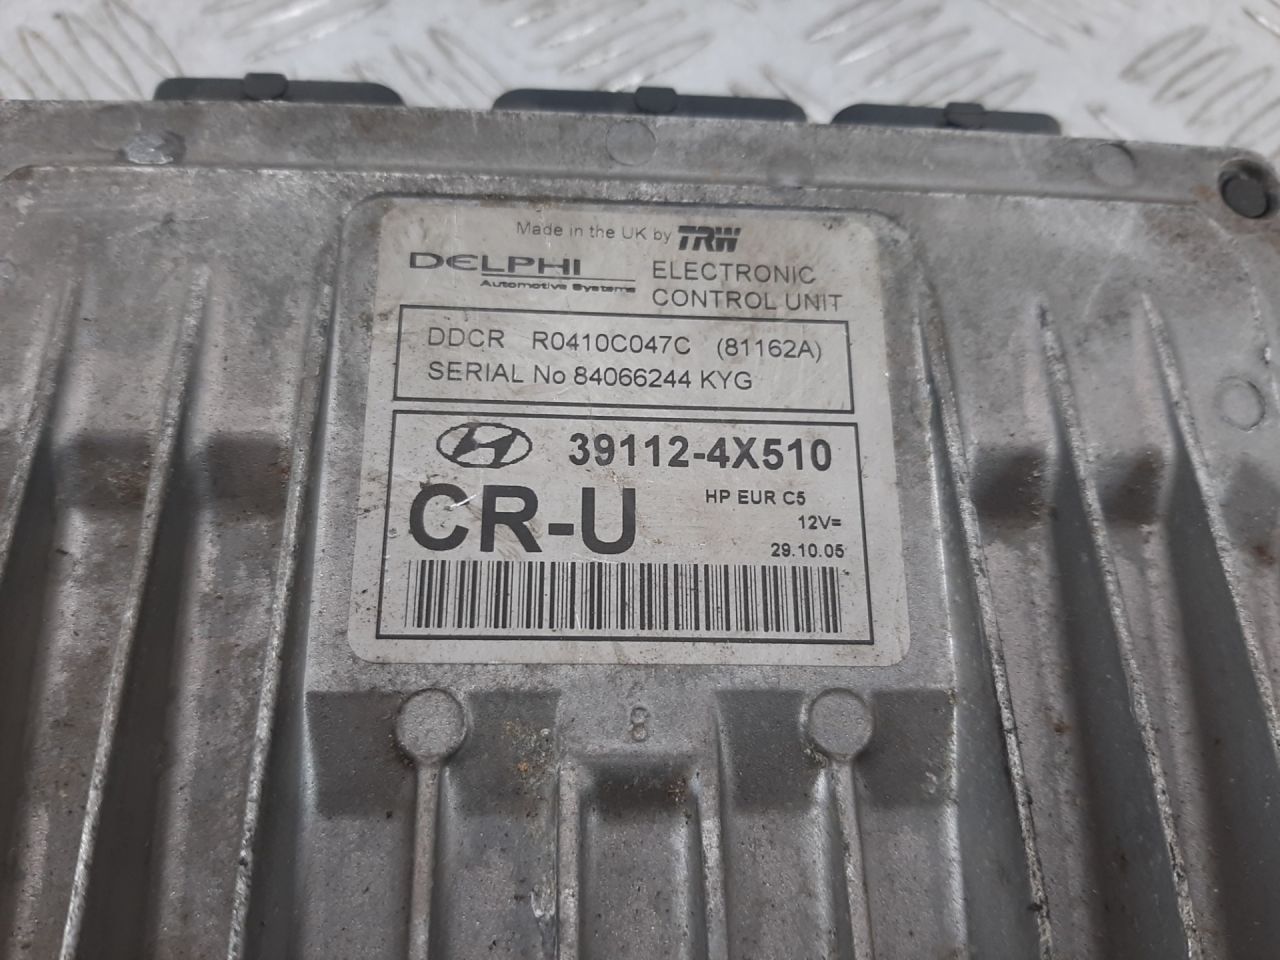 Made in the UK by TRW
DELPHI
Automotive Systems
ELECTRONIC
CONTROL UNIT
DDCR R0410C047C (81162A)
SERIAL No 84066244 KYG
39112-4X510
CR-U
HP EUR C5
12V=
29.10.05
8